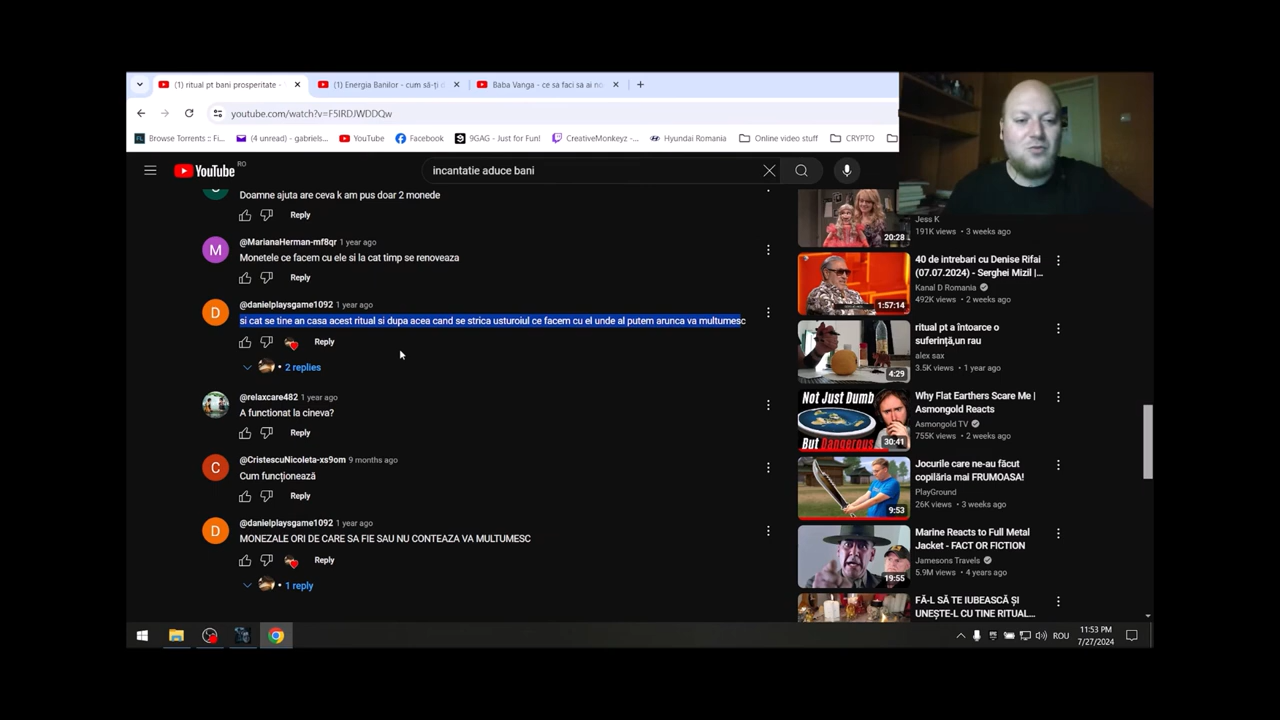 (1) ritual pt bani prosperitate -
(1) Energia Banilor - cum să-ți d
Baba Vanga - ce sa faci sa ai no
youtube.com/watch?v=F5IRDJWDDQw
Browse Torrents :: Fi...
(4 unread) - gabriels...
YouTube
Facebook
9GAG - Just for Fun!
CreativeMonkeyz -...
Hyundai Romania
Online video stuff
CRYPTO
YouTube
RO
incantatie aduce bani
Doamne ajuta are ceva k am pus doar 2 monede
Reply
@MarianaHerman-mf8qr 1 year ago
Monetele ce facem cu ele si la cat timp se renoveaza
Reply
@danielplaysgame1092 1 year ago
si cat se tine an casa acest ritual si dupa acea cand se strica usturoiul ce facem cu el unde al putem arunca va multumesc
Reply
2 replies
@relaxcare482 1 year ago
A functionat la cineva?
Reply
@CristescuNicoleta-xs9om 9 months ago
Cum funcționează
Reply
@danielplaysgame1092 1 year ago
MONEZALE ORI DE CARE SA FIE SAU NU CONTEAZA VA MULTUMESC
Reply
1 reply
20:28
Jess K
191K views • 3 weeks ago
1:57:14
40 de intrebari cu Denise Rifai
(07.07.2024) - Serghei Mizil |...
Kanal D Romania
492K views • 2 weeks ago
4:29
ritual pt a întoarce o
suferință,un rau
alex sax
3.5K views • 1 year ago
NOT JUST DUMB
BUT DANGEROUS
30:41
Why Flat Earthers Scare Me |
Asmongold Reacts
Asmongold TV
755K views • 2 weeks ago
9:53
Jocurile care ne-au făcut
copilăria mai FRUMOASA!
PlayGround
26K views • 3 weeks ago
19:55
Marine Reacts to Full Metal
Jacket - FACT OR FICTION
Jamesons Travels
5.9M views • 4 years ago
FĂ-L SĂ TE IUBEASCĂ ȘI
UNEȘTE-L CU TINE RITUAL...
ROU
11:53 PM
7/27/2024